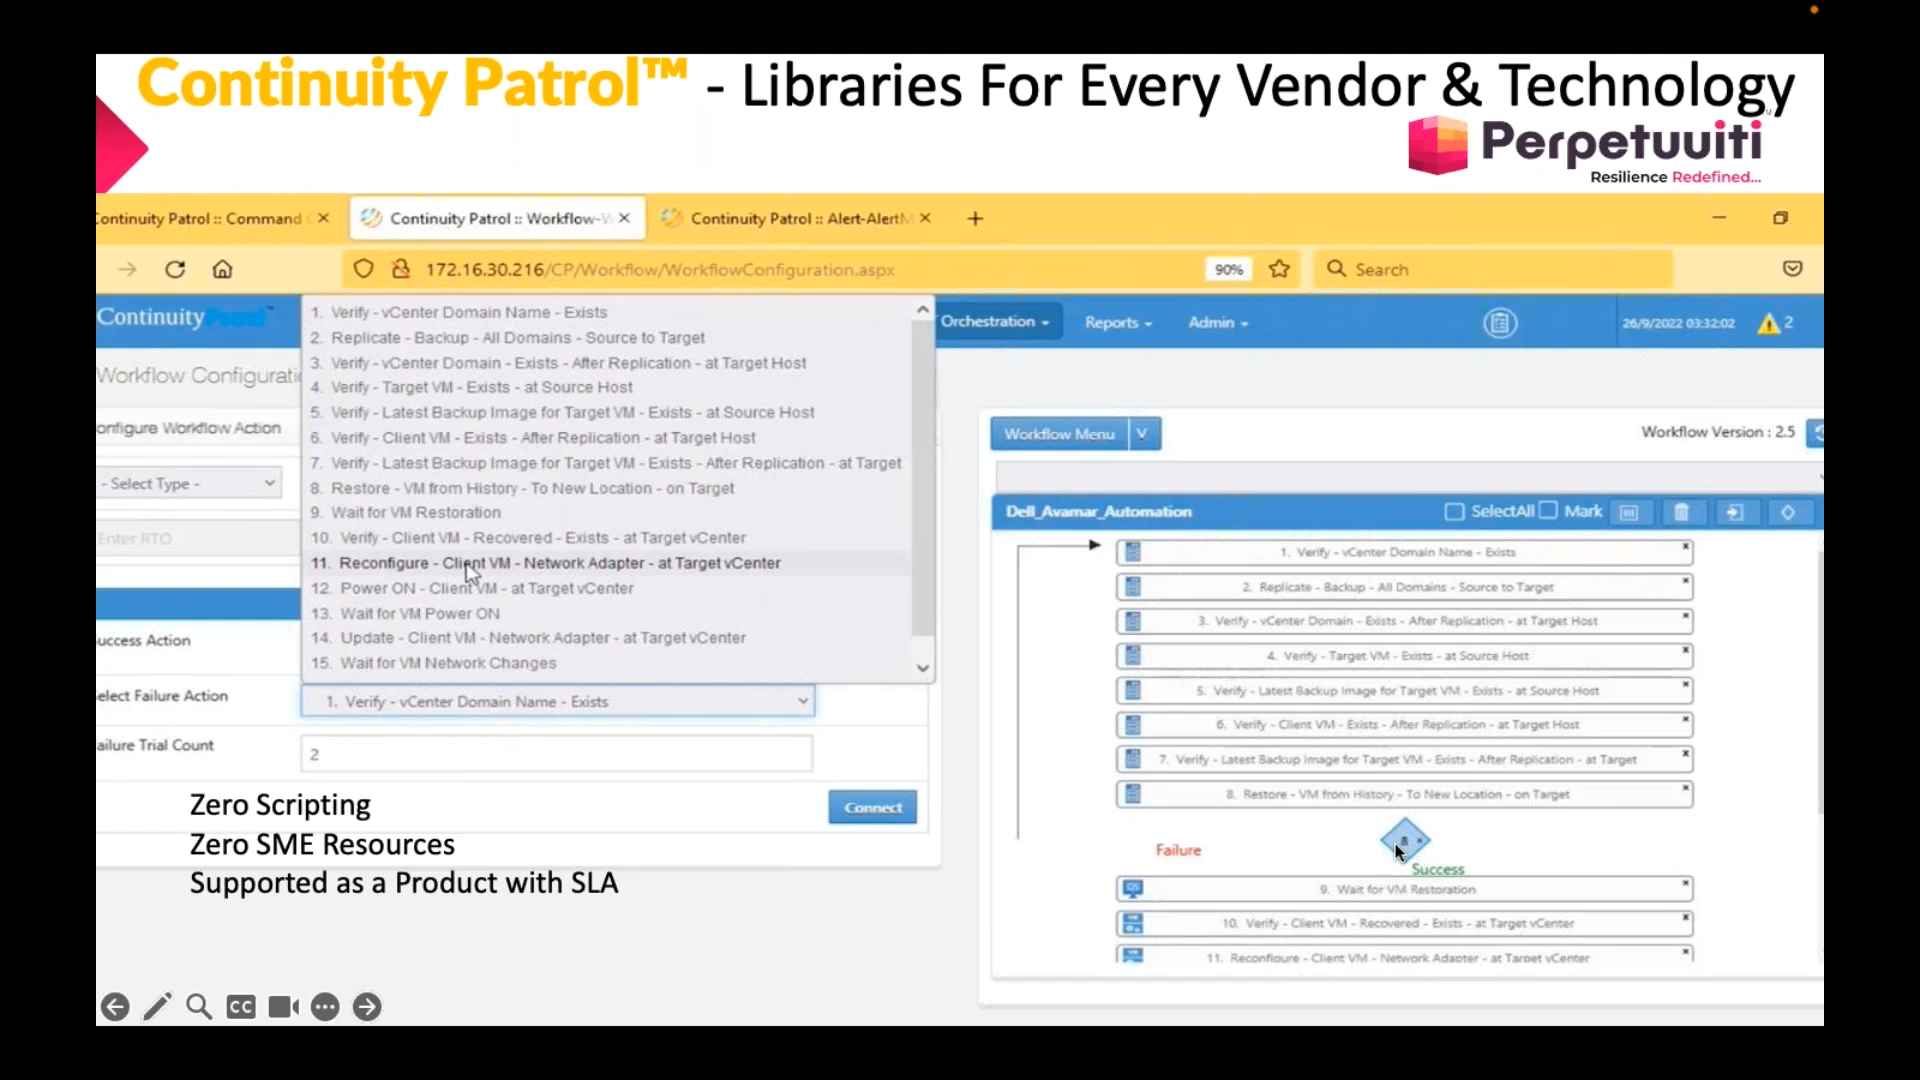 Continuity Patrol™ - Libraries For Every Vendor & Technology
Perpetuuiti
Resilience Redefined...
Continuity Patrol :: Command
Continuity Patrol :: Workflow-W
Continuity Patrol :: Alert-AlertM
172.16.30.216/CP/Workflow/WorkflowConfiguration.aspx
90%
Search
Continuity Patrol
Orchestration
Reports
Admin
26/9/2022 03:32:02
2
Workflow Configurati
1. Verify - vCenter Domain Name - Exists
2. Replicate - Backup - All Domains - Source to Target
3. Verify - vCenter Domain - Exists - After Replication - at Target Host
4. Verify - Target VM - Exists - at Source Host
5. Verify - Latest Backup Image for Target VM - Exists - at Source Host
6. Verify - Client VM - Exists - After Replication - at Target Host
7. Verify - Latest Backup Image for Target VM - Exists - After Replication - at Target
8. Restore - VM from History - To New Location - on Target
9. Wait for VM Restoration
10. Verify - Client VM - Recovered - Exists - at Target vCenter
11. Reconfigure - Client VM - Network Adapter - at Target vCenter
12. Power ON - Client VM - at Target vCenter
13. Wait for VM Power ON
14. Update - Client VM - Network Adapter - at Target vCenter
15. Wait for VM Network Changes
onfigure Workflow Action
- Select Type -
Enter RTO
uccess Action
elect Failure Action
1. Verify - vCenter Domain Name - Exists
ailure Trial Count
2
Connect
Zero Scripting
Zero SME Resources
Supported as a Product with SLA
Workflow Menu
V
Workflow Version : 2.5
Dell_Avamar_Automation
SelectAll
Mark
1. Verify - vCenter Domain Name - Exists
2. Replicate - Backup - All Domains - Source to Target
3. Verify - vCenter Domain - Exists - After Replication - at Target Host
4. Verify - Target VM - Exists - at Source Host
5. Verify - Latest Backup Image for Target VM - Exists - at Source Host
6. Verify - Client VM - Exists - After Replication - at Target Host
7. Verify - Latest Backup Image for Target VM - Exists - After Replication - at Target
8. Restore - VM from History - To New Location - on Target
Failure
Success
9. Wait for VM Restoration
10. Verify - Client VM - Recovered - Exists - at Target vCenter
11. Reconfigure - Client VM - Network Adapter - at Target vCenter
CC